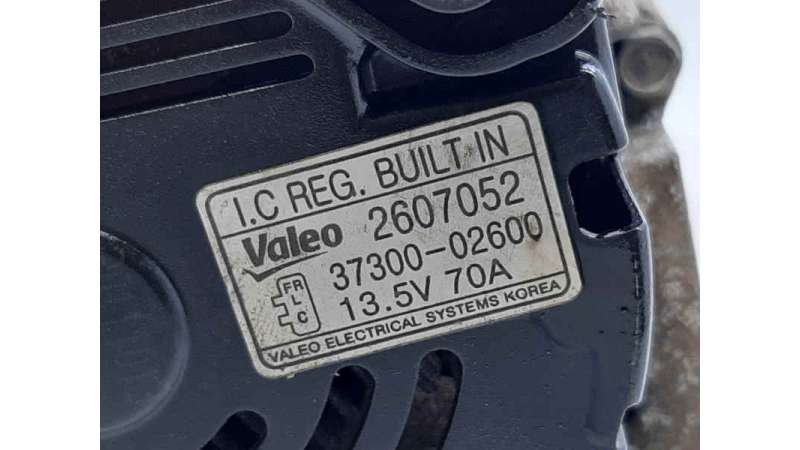 I.C REG. BUILT IN
Valeo 2607052
37300-02600
FR
L
C
13.5V 70A
VALEO ELECTRICAL SYSTEMS KOREA